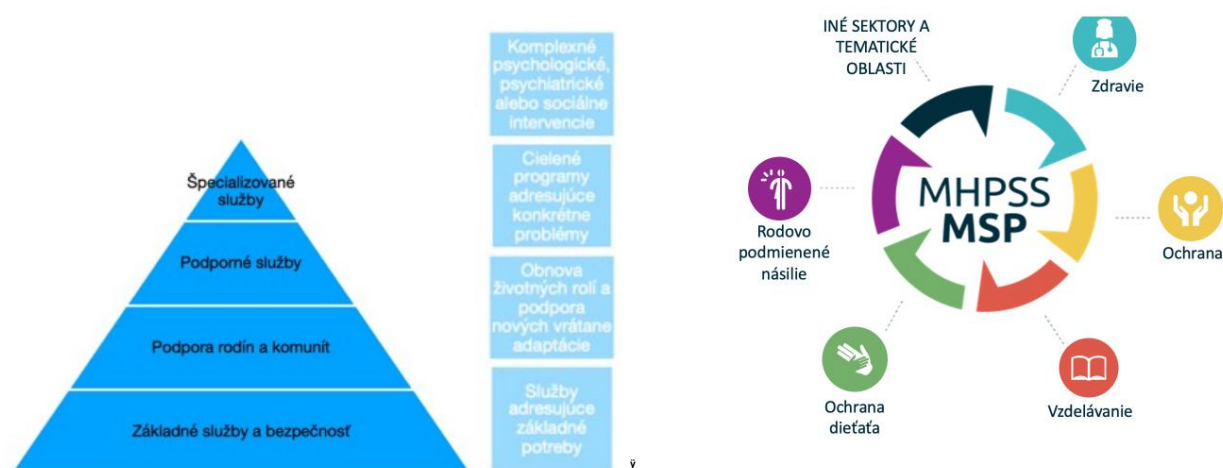 Špecializované
služby
Podporné služby
Podpora rodín a komunít
Základné služby a bezpečnosť
Komplexné
psychologické,
psychiatrické
alebo sociálne
intervencie
Cielené
programy
adresujúce
konkrétne
problémy
Obnova
životných rolí a
podpora
nových vrátane
adaptácie
Služby
adresujúce
základné
potreby
ÿ
INÉ SEKTORY A
TEMATICKÉ
OBLASTI
Zdravie
Ochrana
Vzdelávanie
Ochrana
dieťaťa
Rodovo
podmienené
násilie
MHPSS
MSP